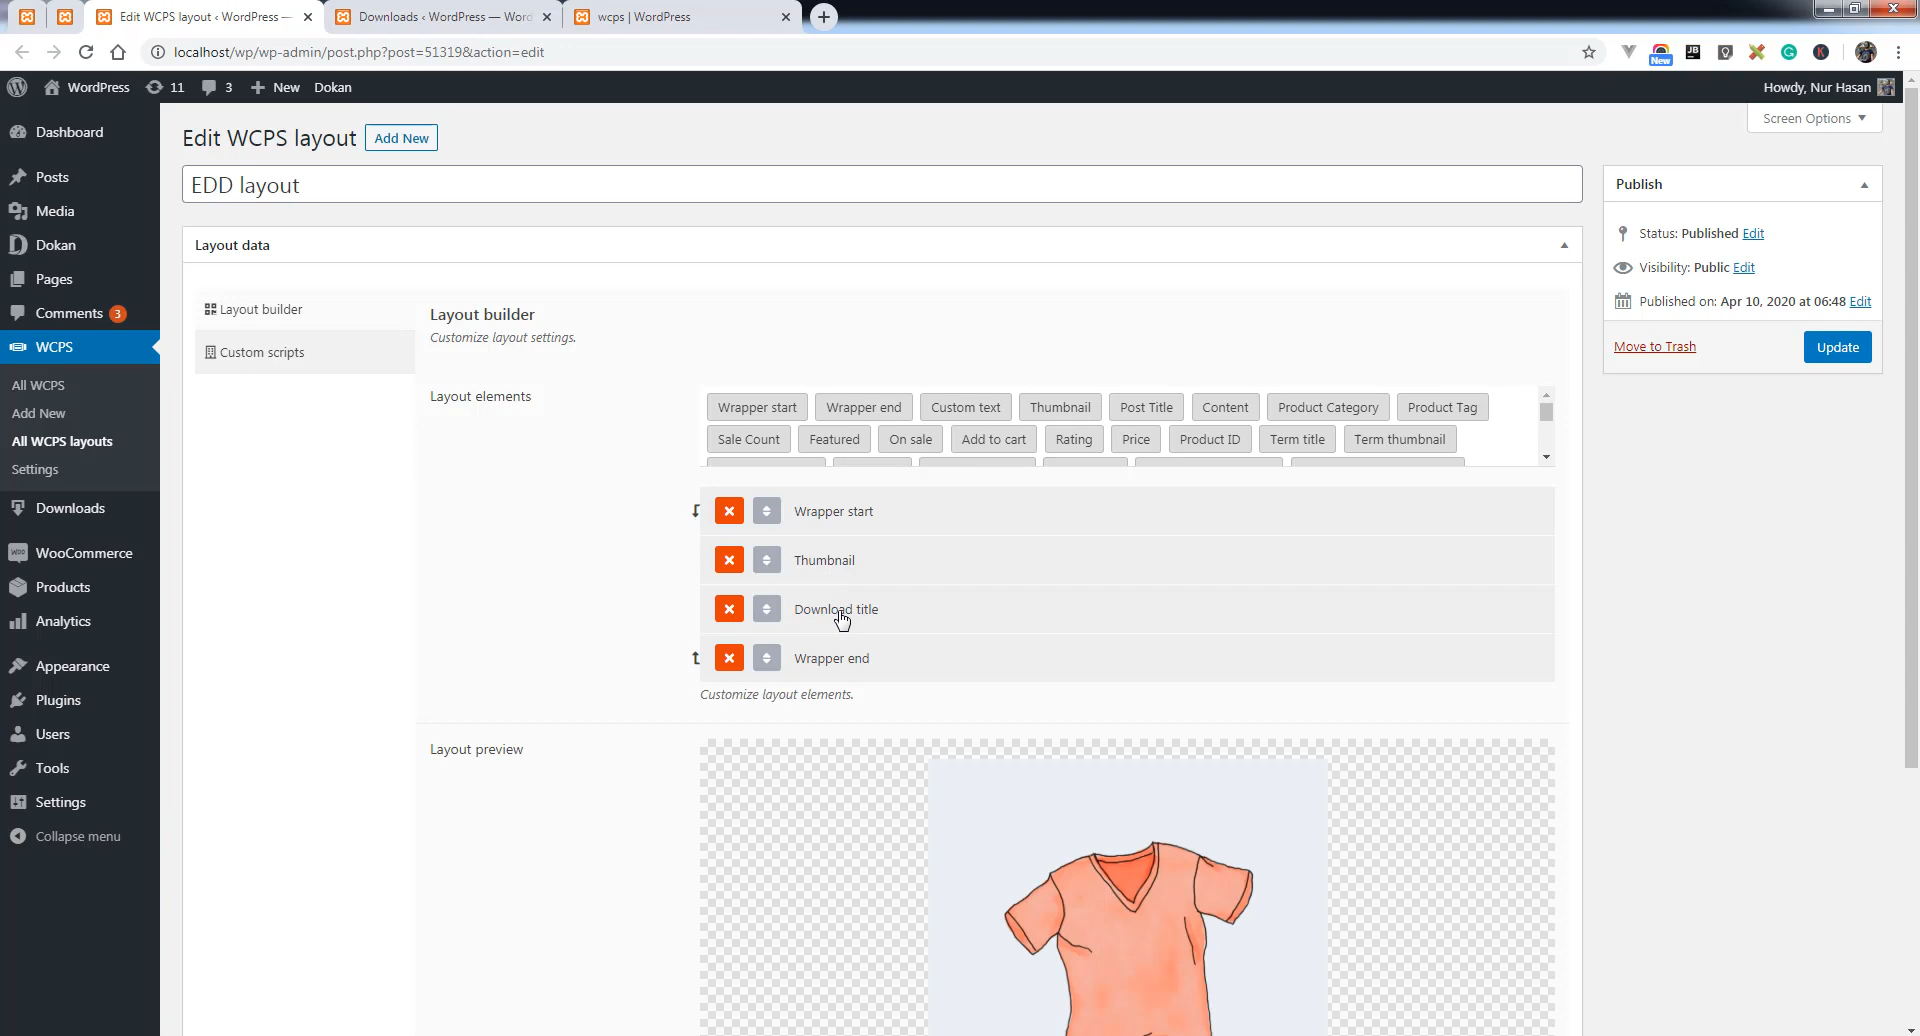 Edit WCPS layout ‹ WordPress —
Downloads ‹ WordPress — Word
wcps | WordPress
localhost/wp/wp-admin/post.php?post=51319&action=edit
New
JB
WordPress
11
3
New
Dokan
Howdy, Nur Hasan
Screen Options
Dashboard
Posts
Media
Dokan
Pages
Comments 3
WCPS
All WCPS
Add New
All WCPS layouts
Settings
Downloads
WooCommerce
Products
Analytics
Appearance
Plugins
Users
Tools
Settings
Collapse menu
Edit WCPS layout
Add New
EDD layout
Layout data
Layout builder
Custom scripts
Layout builder
Customize layout settings.
Layout elements
Wrapper start Wrapper end Custom text Thumbnail Post Title Content Product Category Product Tag
Sale Count Featured On sale Add to cart Rating Price Product ID Term title Term thumbnail
Wrapper start
Thumbnail
Download title
Wrapper end
Customize layout elements.
Layout preview
Publish
Status: Published Edit
Visibility: Public Edit
Published on: Apr 10, 2020 at 06:48 Edit
Move to Trash
Update